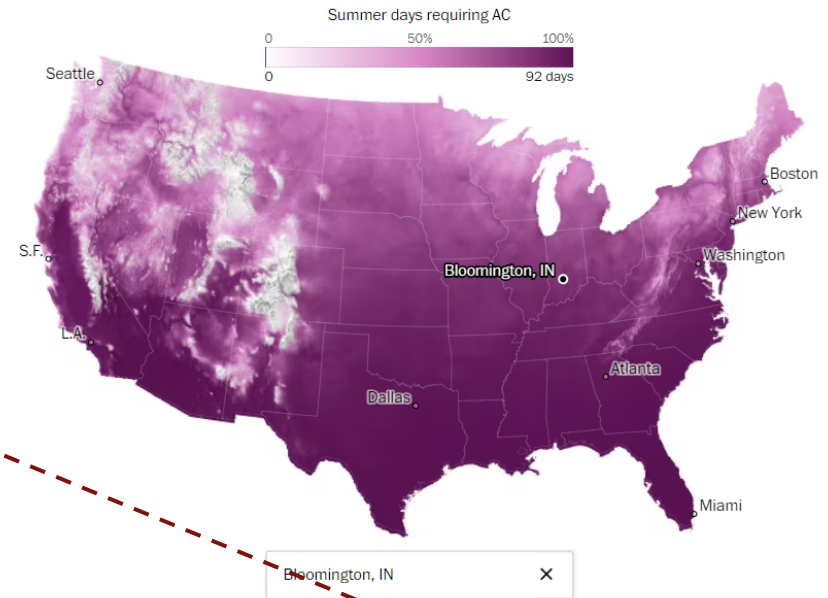 Summer days requiring AC
0 50% 100%
0 92 days
Seattle
Boston
New York
S.F.
Washington
Bloomington, IN
L.A.
Atlanta
Dallas
Miami
Bloomington, IN ✕